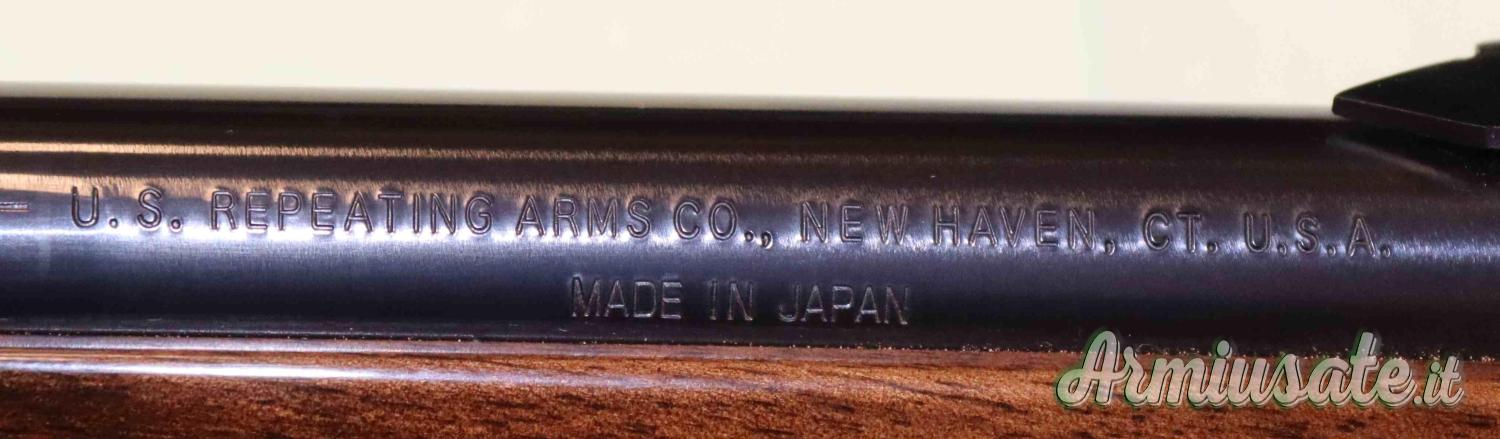 U. S. REPEATING ARMS CO., NEW HAVEN, CT. U.S.A.
MADE IN JAPAN
Armiusate.it